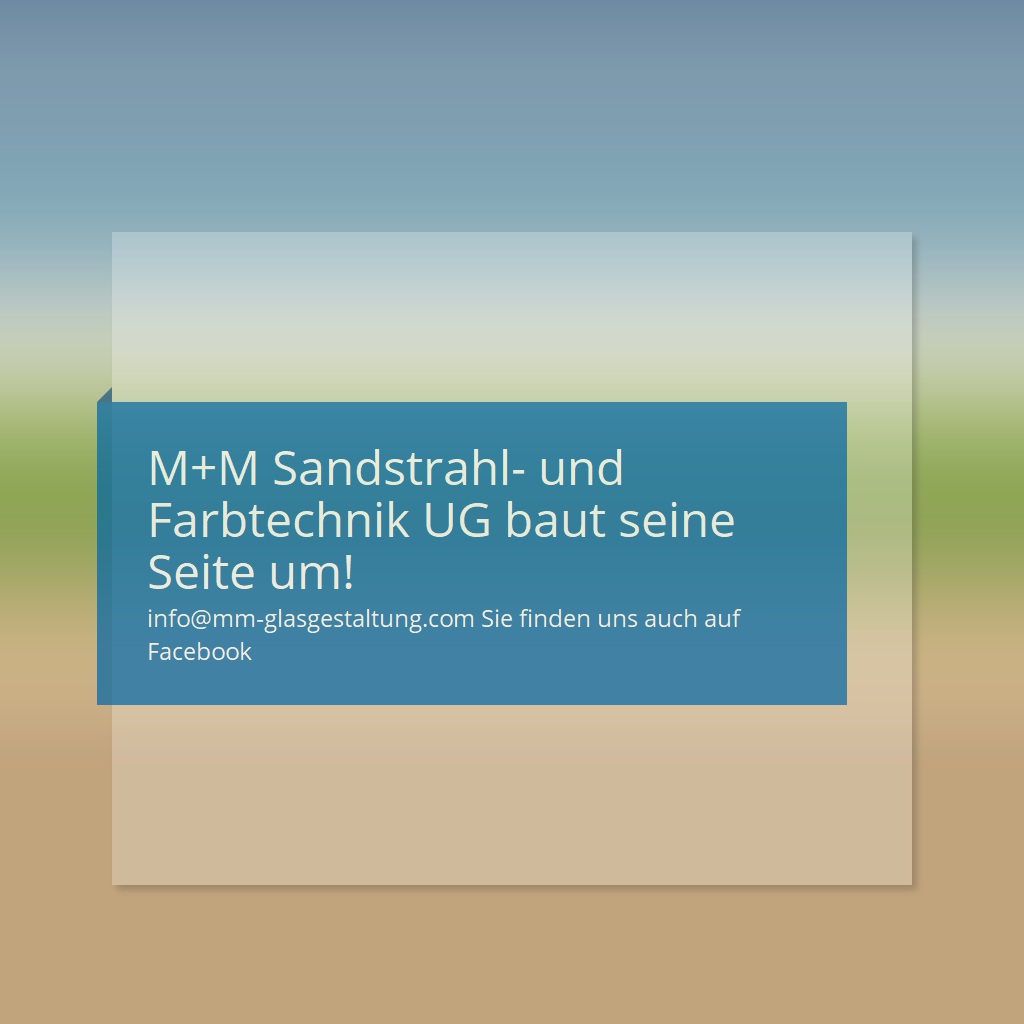 M+M Sandstrahl- und
Farbtechnik UG baut seine
Seite um!
info@mm-glasgestaltung.com Sie finden uns auch auf
Facebook